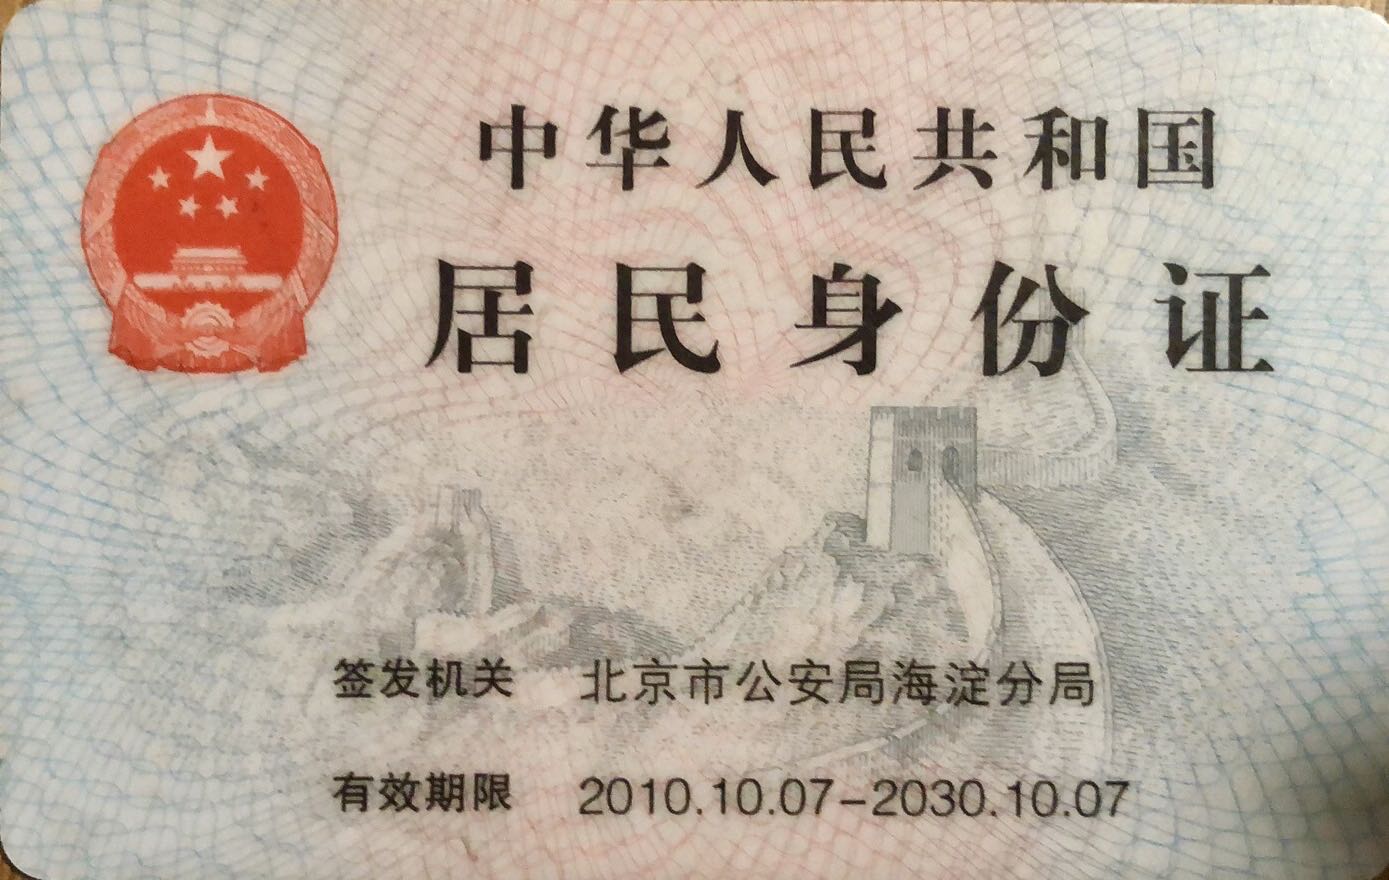 中华人民共和国
居民身份证
签发机关 北京市公安局海淀分局
有效期限 2010.10.07-2030.10.07